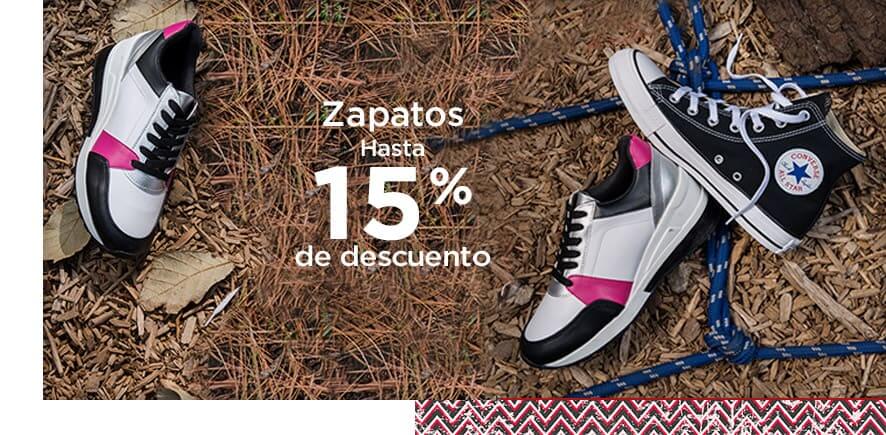 Zapatos
Hasta
15%
de descuento
CONVERSE
ALL STAR